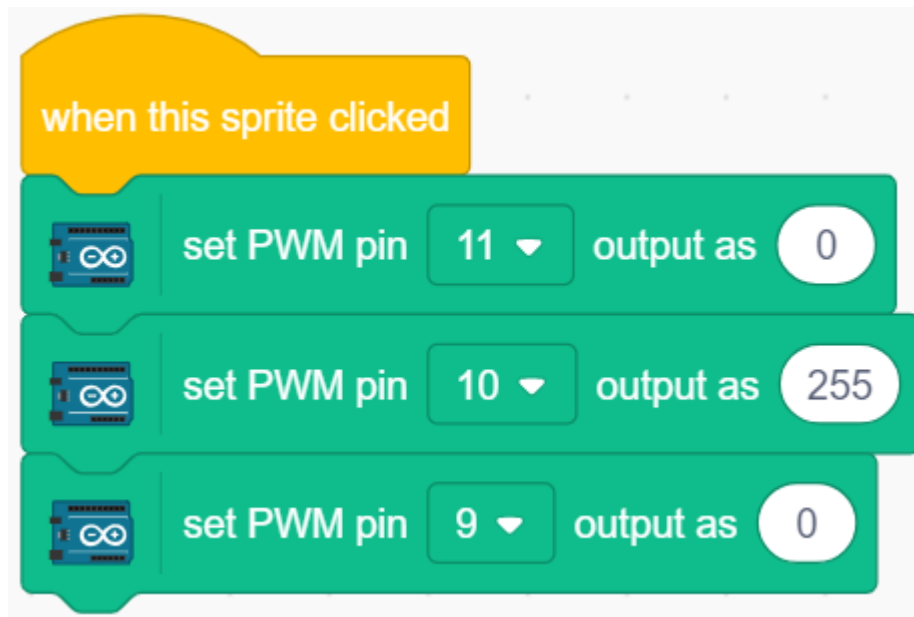 when this sprite clicked
set PWM pin 11 output as 0
set PWM pin 10 output as 255
set PWM pin 9 output as 0